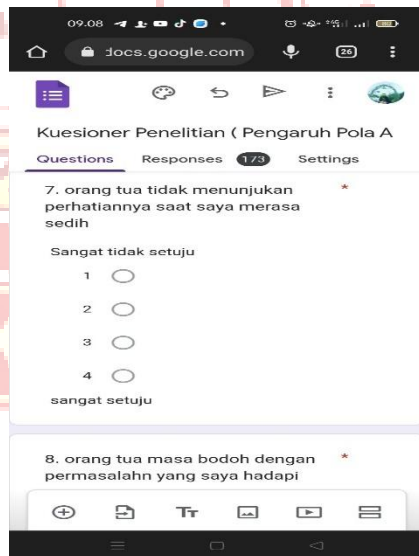 09.08
docs.google.com
26
Kuesioner Penelitian ( Pengaruh Pola A
Questions Responses 173 Settings
7. orang tua tidak menunjukan *
perhatiannya saat saya merasa
sedih
Sangat tidak setuju
1
2
3
4
sangat setuju
8. orang tua masa bodoh dengan *
permasalahn yang saya hadapi
Tт